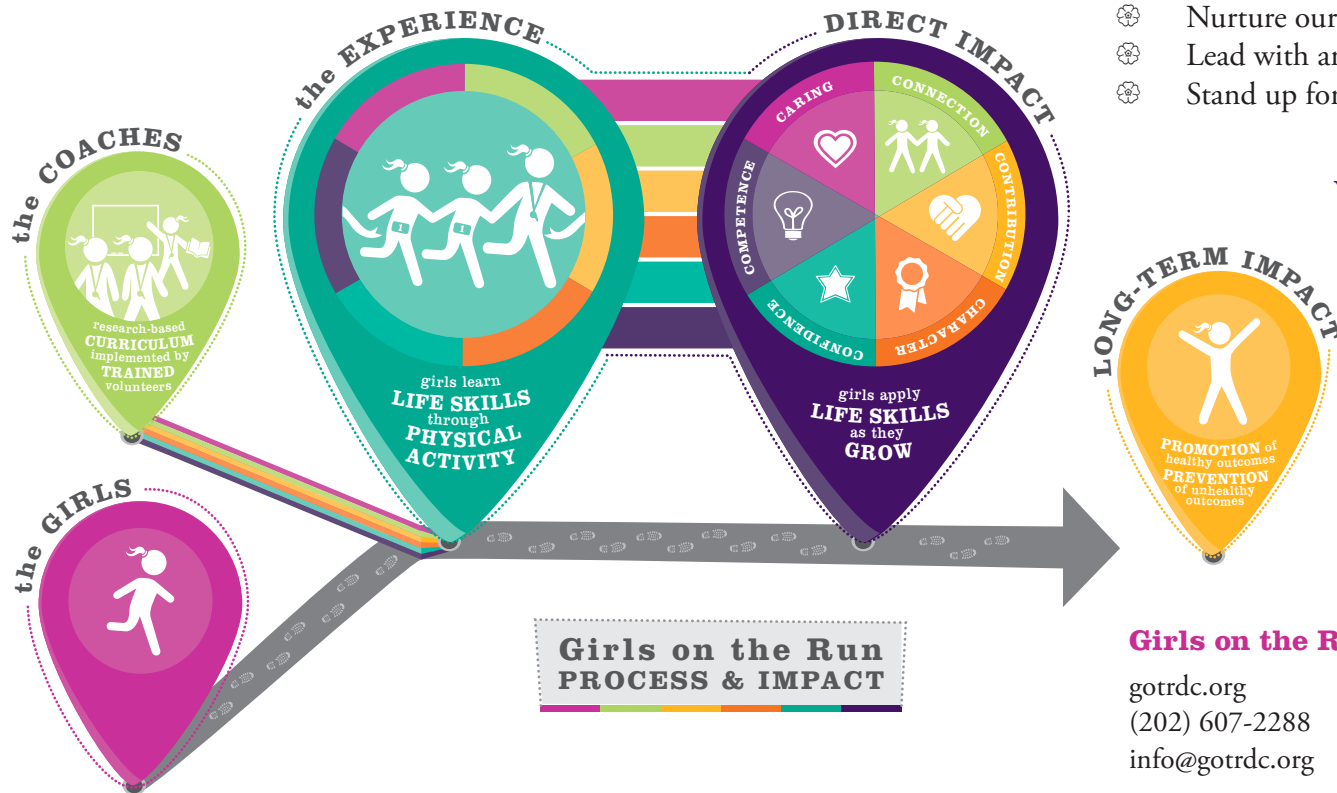 the COACHES
research-based
CURRICULUM
implemented by
TRAINED
volunteers
the GIRLS
the EXPERIENCE
1
1
girls learn
LIFE SKILLS
through
PHYSICAL
ACTIVITY
DIRECT IMPACT
CARING
CONNECTION
CONTRIBUTION
CHARACTER
CONFIDENCE
COMPETENCE
girls apply
LIFE SKILLS
as they
GROW
LONG-TERM IMPACT
PROMOTION of
healthy outcomes
PREVENTION
of unhealthy
outcomes
Girls on the Run
PROCESS & IMPACT
Nurture our
Lead with
Stand up for
Girls on the
gotrdc.org
(202) 607-2288
info@gotrdc.org